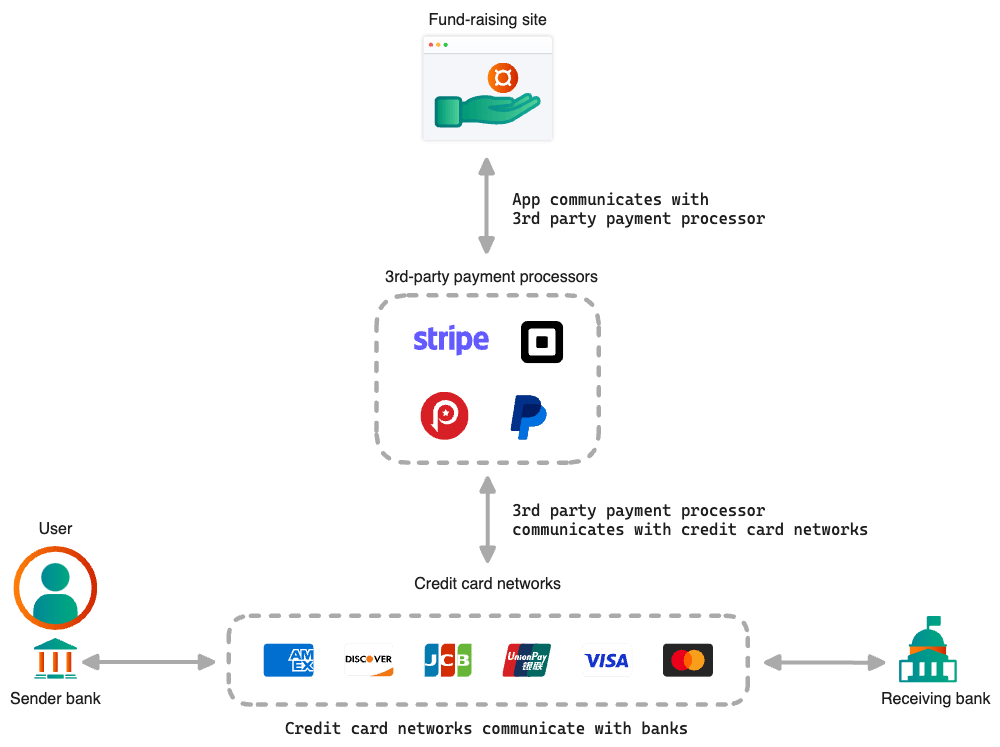 Fund-raising site
App communicates with
3rd party payment processor
3rd-party payment processors
stripe
3rd party payment processor
communicates with credit card networks
User
Credit card networks
AM
EX
DISCOVER
JCB
UnionPay
银联
VISA
Sender bank
Receiving bank
Credit card networks communicate with banks